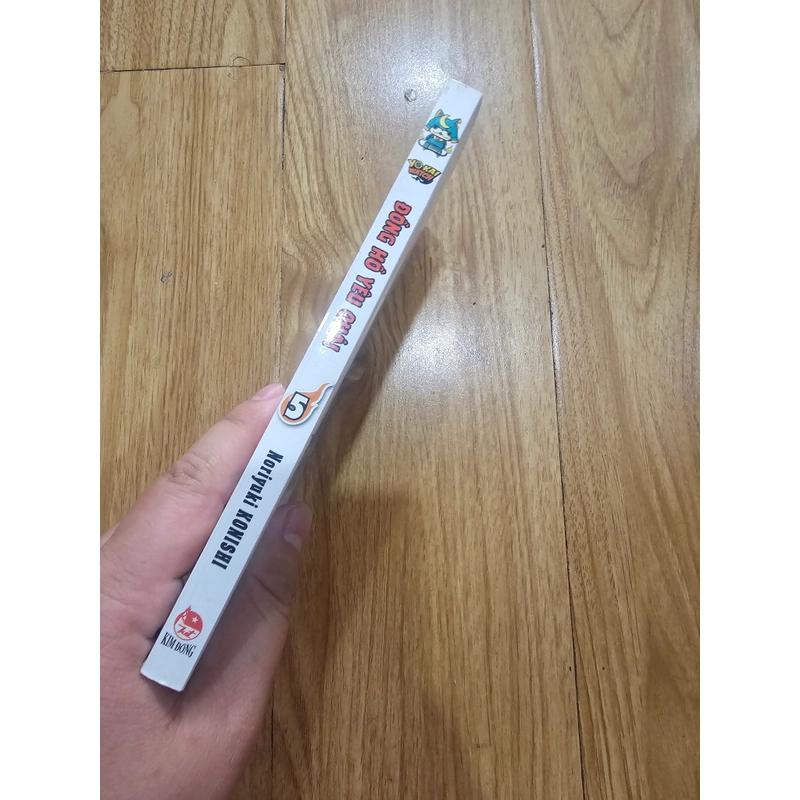 YO-KAI
WATCH
ĐỒNG HỒ YÊU QUÁI
5
Noriyuki KONISHI
KIM ĐỒNG